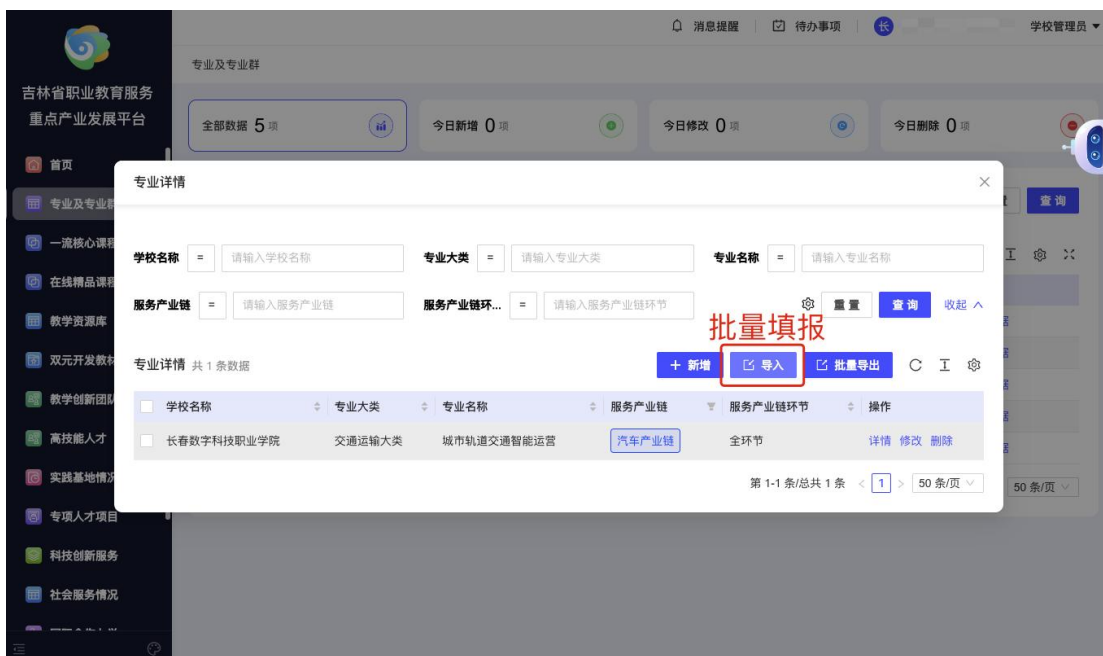 消息提醒 待办事项 长 学校管理员
吉林省职业教育服务
重点产业发展平台
专业及专业群
全部数据 5 项 今日新增 0 项 今日修改 0 项 今日删除 0 项
首页
专业及专业群
一流核心课程
在线精品课程
教学资源库
双元开发教材
教学创新团队
高技能人才
实践基地情况
专项人才项目
科技创新服务
社会服务情况
查 询
专业详情
学校名称 = 请输入学校名称 专业大类 = 请输入专业大类 专业名称 = 请输入专业名称
服务产业链 = 请输入服务产业链 服务产业链环... = 请输入服务产业链环节 重 置 查 询 收起
批量填报
专业详情 共 1 条数据 新增 导入 批量导出
学校名称 专业大类 专业名称 服务产业链 服务产业链环节 操作
长春数字科技职业学院 交通运输大类 城市轨道交通智能运营 汽车产业链 全环节 详情 修改 删除
第 1-1 条/总共 1 条 < 1 > 50 条/页
50 条/页